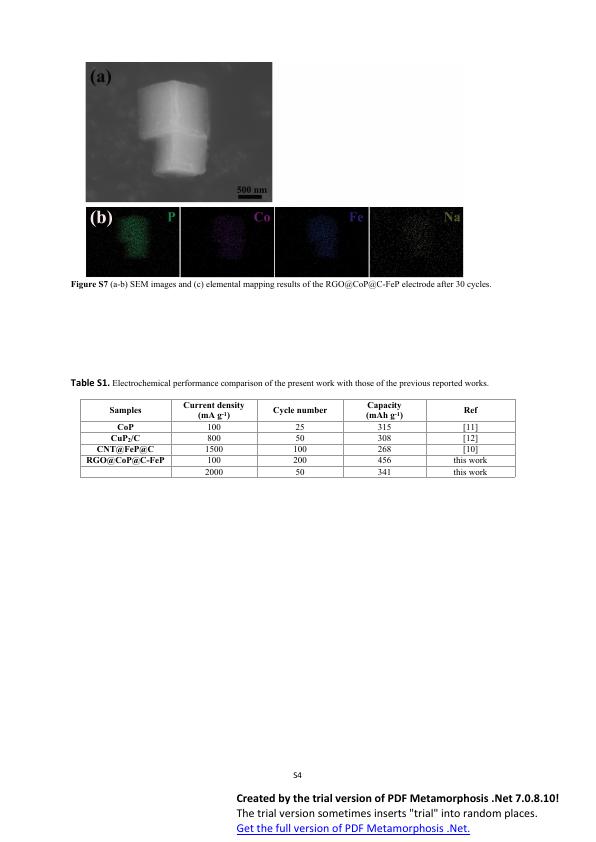 (a)
500 nm
(b) P Co Fe Na
Figure S7 (a-b) SEM images and (c) elemental mapping results of the RGO@CoP@C-FeP electrode after 30 cycles.
Table S1. Electrochemical performance comparison of the present work with those of the previous reported works.
Samples Current density (mA g⁻¹) Cycle number Capacity (mAh g⁻¹) Ref
CoP 100 25 315 [11]
CuP₂/C 800 50 308 [12]
CNT@FeP@C 1500 100 268 [10]
RGO@CoP@C-FeP 100 200 456 this work
2000 50 341 this work
S4
Created by the trial version of PDF Metamorphosis .Net 7.0.8.10!
The trial version sometimes inserts "trial" into random places.
Get the full version of PDF Metamorphosis .Net.